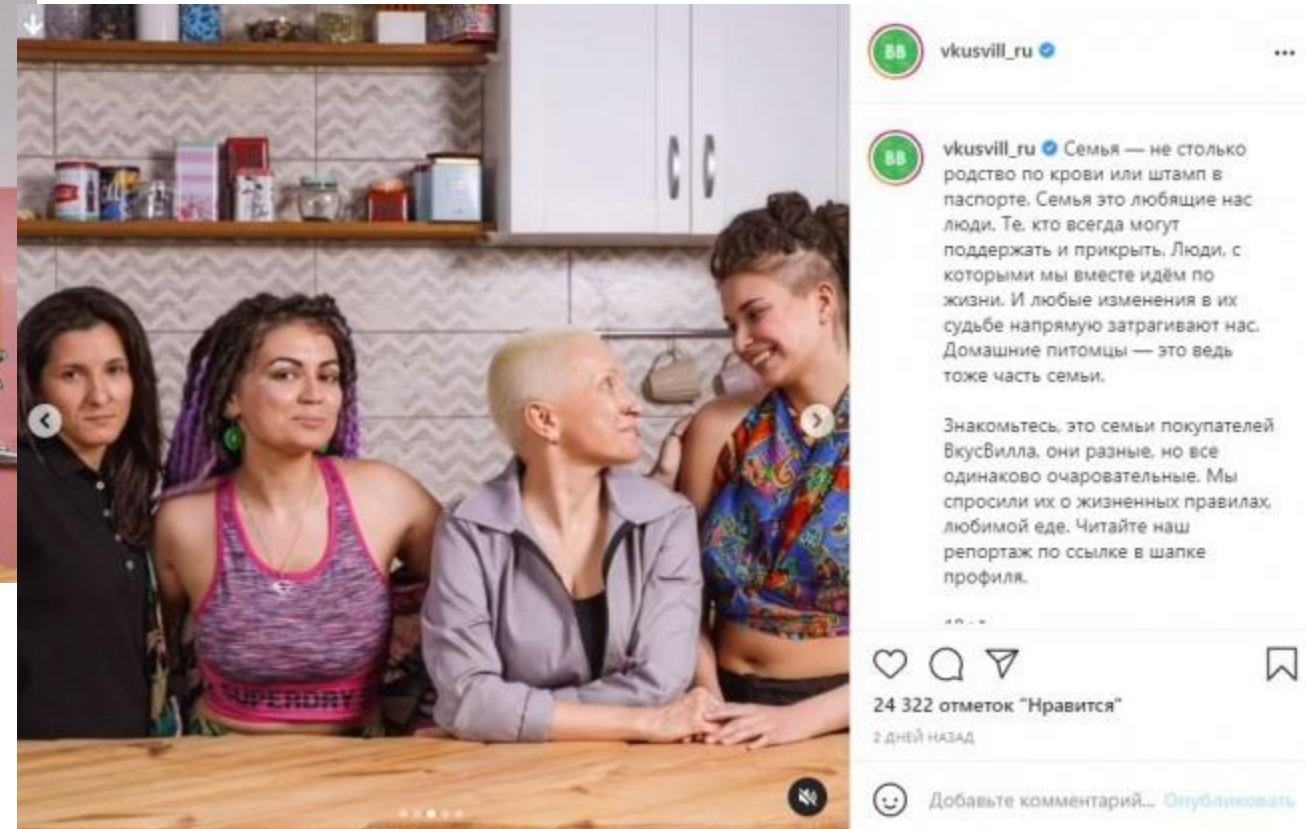 vkusvill_ru
vkusvill_ru Семья — не столько
родство по крови или штамп в
паспорте. Семья это любящие нас
люди. Те, кто всегда могут
поддержать и прикрыть. Люди, с
которыми мы вместе идём по
жизни. И любые изменения в их
судьбе напрямую затрагивают нас.
Домашние питомцы — это ведь
тоже часть семьи.
Знакомьтесь, это семьи покупателей
ВкусВилла, они разные, но все
одинаково очаровательные. Мы
спросили их о жизненных правилах,
любимой еде. Читайте наш
репортаж по ссылке в шапке
профиля.
24 322 отметок "Нравится"
2 ДНЕЙ НАЗАД
Добавьте комментарий... Опубликовать
BB
BB
SUPERDRY